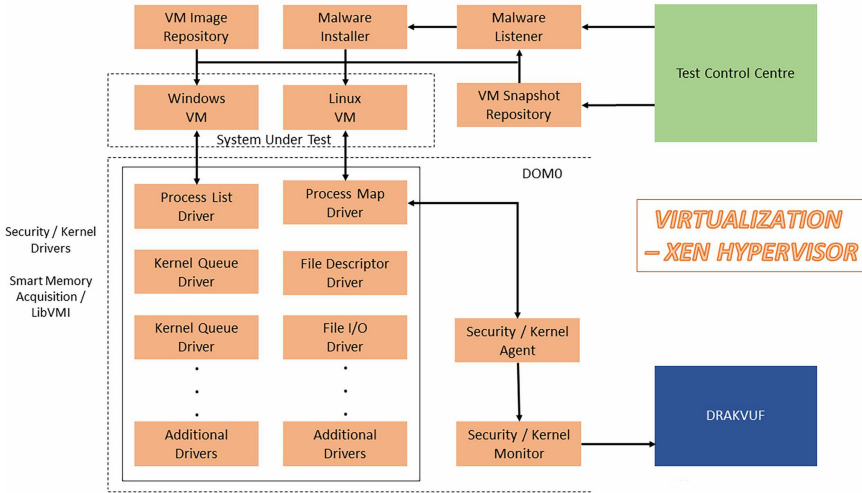 VM Image
Repository
Malware
Installer
Malware
Listener
Test Control Centre
Windows
VM
Linux
VM
VM Snapshot
Repository
System Under Test
DOM0
Process List
Driver
Process Map
Driver
VIRTUALIZATION
– XEN HYPERVISOR
Security / Kernel
Drivers
Smart Memory
Acquisition /
LibVMI
Kernel Queue
Driver
File Descriptor
Driver
Kernel Queue
Driver
File I/O
Driver
Security / Kernel
Agent
Additional
Drivers
Additional
Drivers
Security / Kernel
Monitor
DRAKVUF